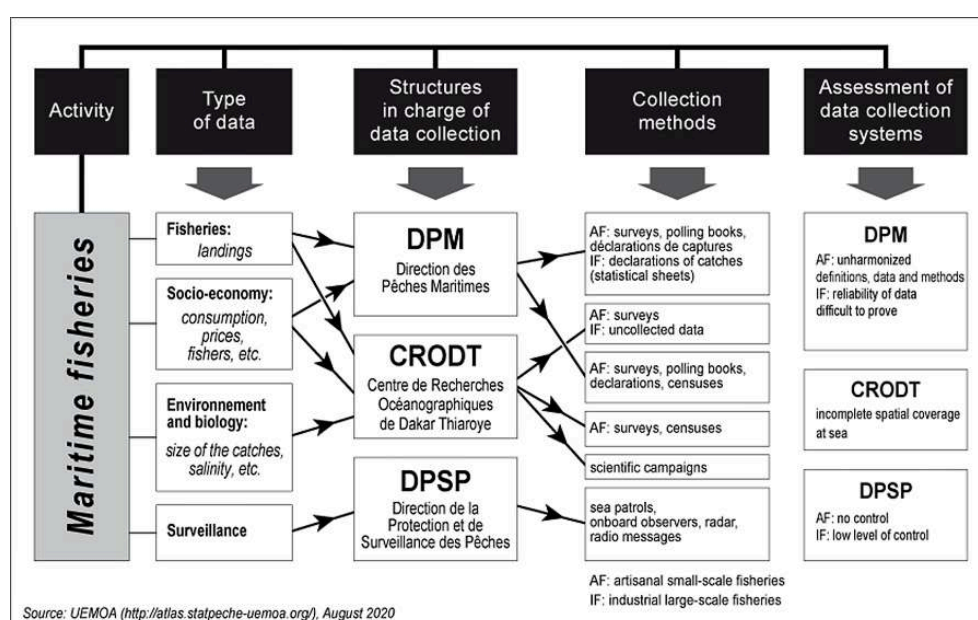 Activity
Type
of data
Structures
in charge of
data collection
Collection
methods
Assessment of
data collection
systems
Maritime fisheries
Fisheries:
landings
Socio-economy:
consumption,
prices,
fishers, etc.
Environnement
and biology:
size of the catches,
salinity, etc.
Surveillance
DPM
Direction des
Pêches Maritimes
CRODT
Centre de Recherches
Océanographiques
de Dakar Thiaroye
DPSP
Direction de la
Protection et de
Surveillance des Pêches
AF: surveys, polling books,
déclarations de captures
IF: declarations of catches
(statistical sheets)
AF: surveys
IF: uncollected data
AF: surveys, polling books,
declarations, censuses
AF: surveys, censuses
scientific campaigns
sea patrols,
onboard observers, radar,
radio messages
DPM
AF: unharmonized
definitions, data and methods
IF: reliability of data
difficult to prove
CRODT
incomplete spatial coverage
at sea
DPSP
AF: no control
IF: low level of control
AF: artisanal small-scale fisheries
IF: industrial large-scale fisheries
Source: UEMOA (http://atlas.statpeche-uemoa.org/), August 2020